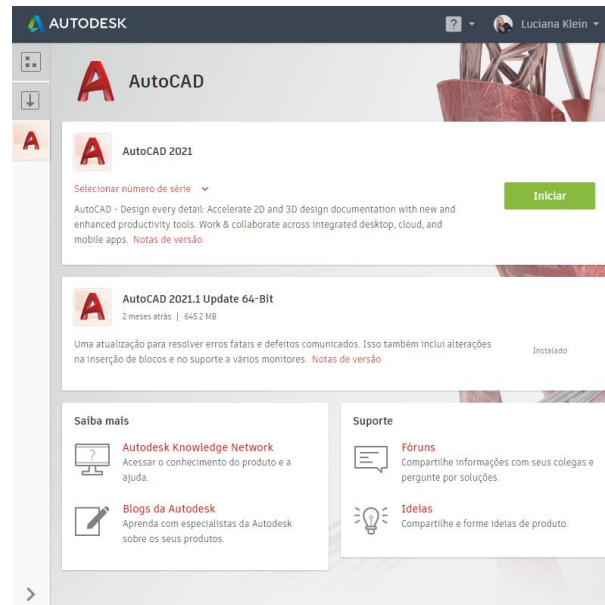 AUTODESK
?
Luciana Klein
AutoCAD
AutoCAD 2021
Selecionar número de série
Iniciar
AutoCAD - Design every detail: Accelerate 2D and 3D design documentation with new and
enhanced productivity tools. Work & collaborate across integrated desktop, cloud, and
mobile apps. Notas de versão
AutoCAD 2021.1 Update 64-Bit
2 meses atrás | 645.2 MB
Uma atualização para resolver erros fatais e defeitos comunicados. Isso também inclui alterações
na inserção de blocos e no suporte a vários monitores. Notas de versão
Instalado
Saiba mais
Autodesk Knowledge Network
Acessar o conhecimento do produto e a
ajuda.
Blogs da Autodesk
Aprenda com especialistas da Autodesk
sobre os seus produtos.
Suporte
Fóruns
Compartilhe informações com seus colegas e
pergunte por soluções.
Ideias
Compartilhe e forme ideias de produto.